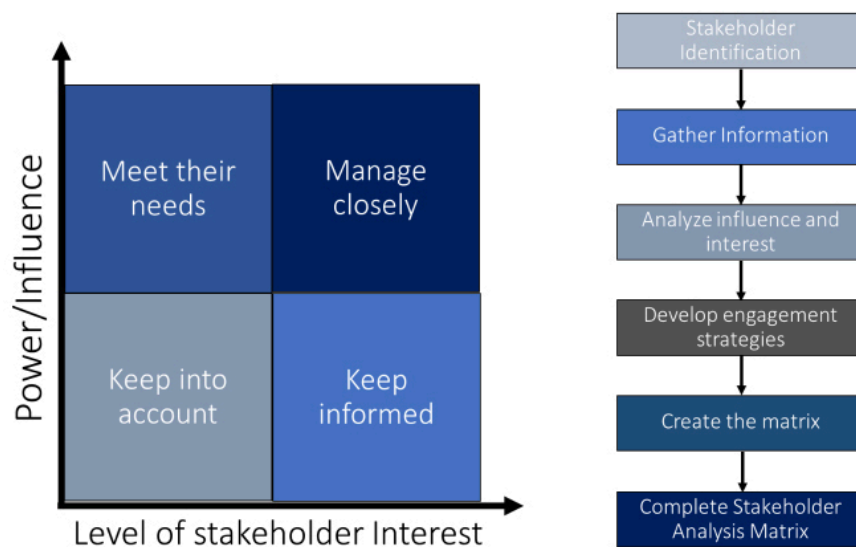 Power/Influence
Meet their
needs
Manage
closely
Keep into
account
Keep
informed
Level of stakeholder Interest
Stakeholder
Identification
Gather Information
Analyze influence and
interest
Develop engagement
strategies
Create the matrix
Complete Stakeholder
Analysis Matrix